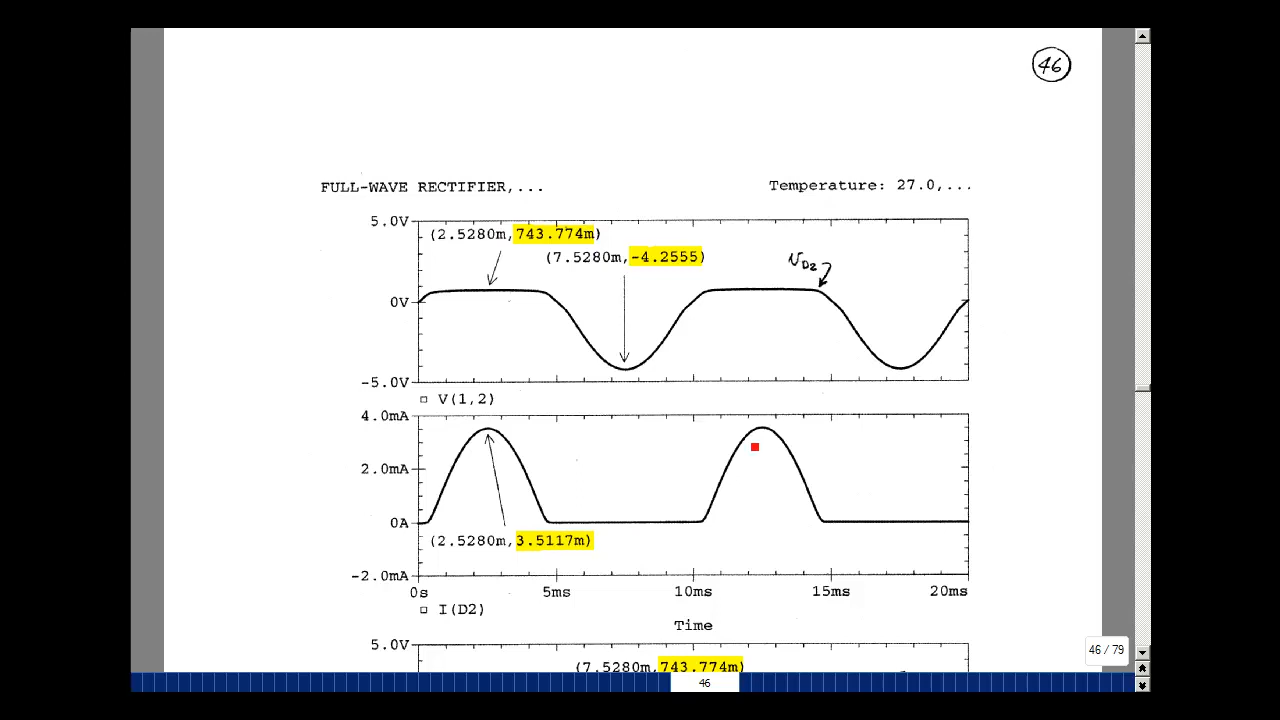 46
FULL-WAVE RECTIFIER,... Temperature: 27.0,...
5.0V
(2.5280m,743.774m)
(7.5280m,-4.2555)
VD2
0V
-5.0V
V(1,2)
4.0mA
2.0mA
0A
(2.5280m,3.5117m)
-2.0mA
0s 5ms 10ms 15ms 20ms
I(D2)
Time
5.0V
(7.5280m,743.774m)
46 / 79
46